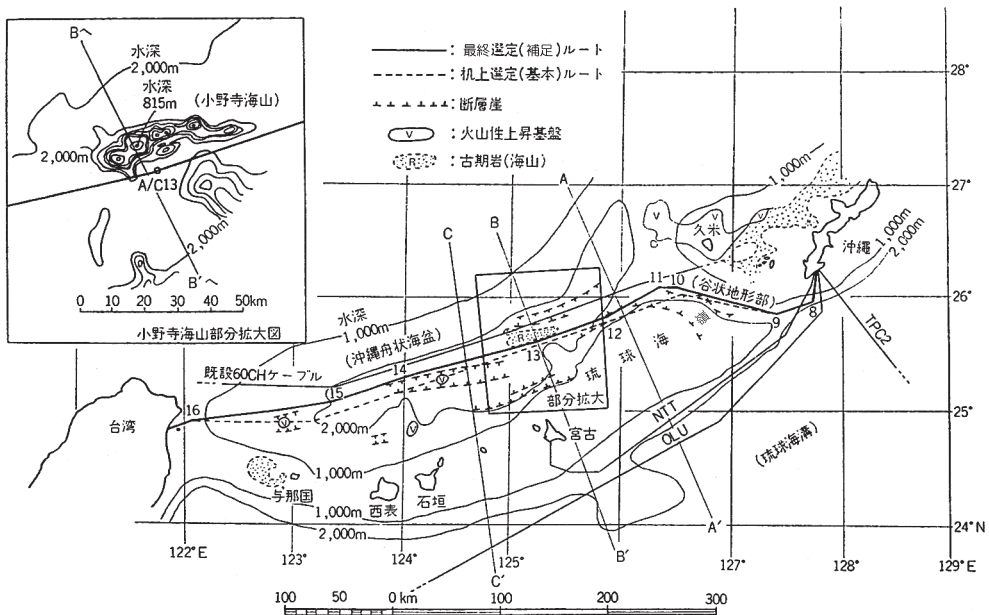 Bへ
水深
2,000m
水深
815m
(小野寺海山)
2,000m
A/C13
2,000m
B′へ
0 10 20 30 40 50km
小野寺海山部分拡大図
: 最終選定(補足)ルート
: 机上選定(基本)ルート
: 断層崖
V : 火山性上昇基盤
R : 古期岩(海山)
28°
27°
26°
25°
24°N
A
B
C
1,000m
V
V
V
久米
沖縄
1,000m
2,000m
11
10
(谷状地形部)
9
8
TPC2
12
13
R
14
(15
16
水深
1,000m
(沖縄舟状海盆)
既設60CHケーブル
琉球海嶺
部分拡大
台湾
V
V
V
2,000m
宮古
NTT
OLU
(琉球海溝)
1,000m
与那国
西表
石垣
1,000m
2,000m
A′
B′
C′
122°E
123°
124°
125°
126°
127°
128°
129°E
100 50 0km 100 200 300